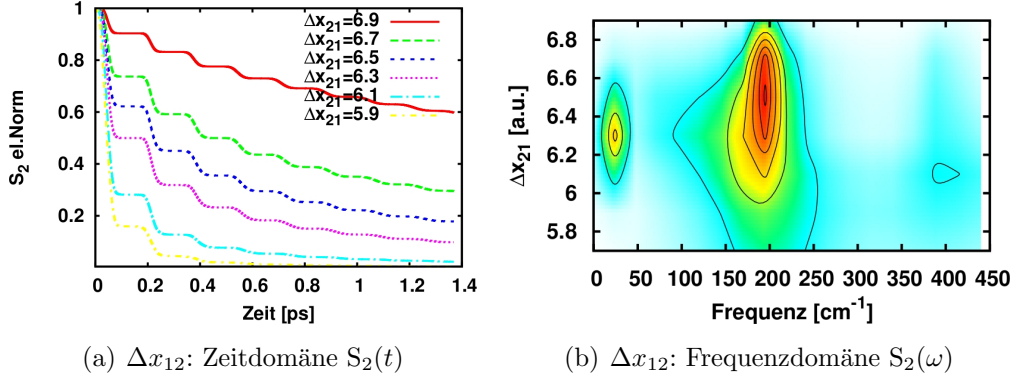 S₂ el.Norm
1
0.8
0.6
0.4
0.2
0 0.2 0.4 0.6 0.8 1 1.2 1.4
Zeit [ps]
Δx₂₁=6.9
Δx₂₁=6.7
Δx₂₁=6.5
Δx₂₁=6.3
Δx₂₁=6.1
Δx₂₁=5.9
(a) Δx₁₂: Zeitdomäne S₂(t)
Δx₂₁ [a.u.]
6.8
6.6
6.4
6.2
6
5.8
0 50 100 150 200 250 300 350 400 450
Frequenz [cm⁻¹]
(b) Δx₁₂: Frequenzdomäne S₂(ω)